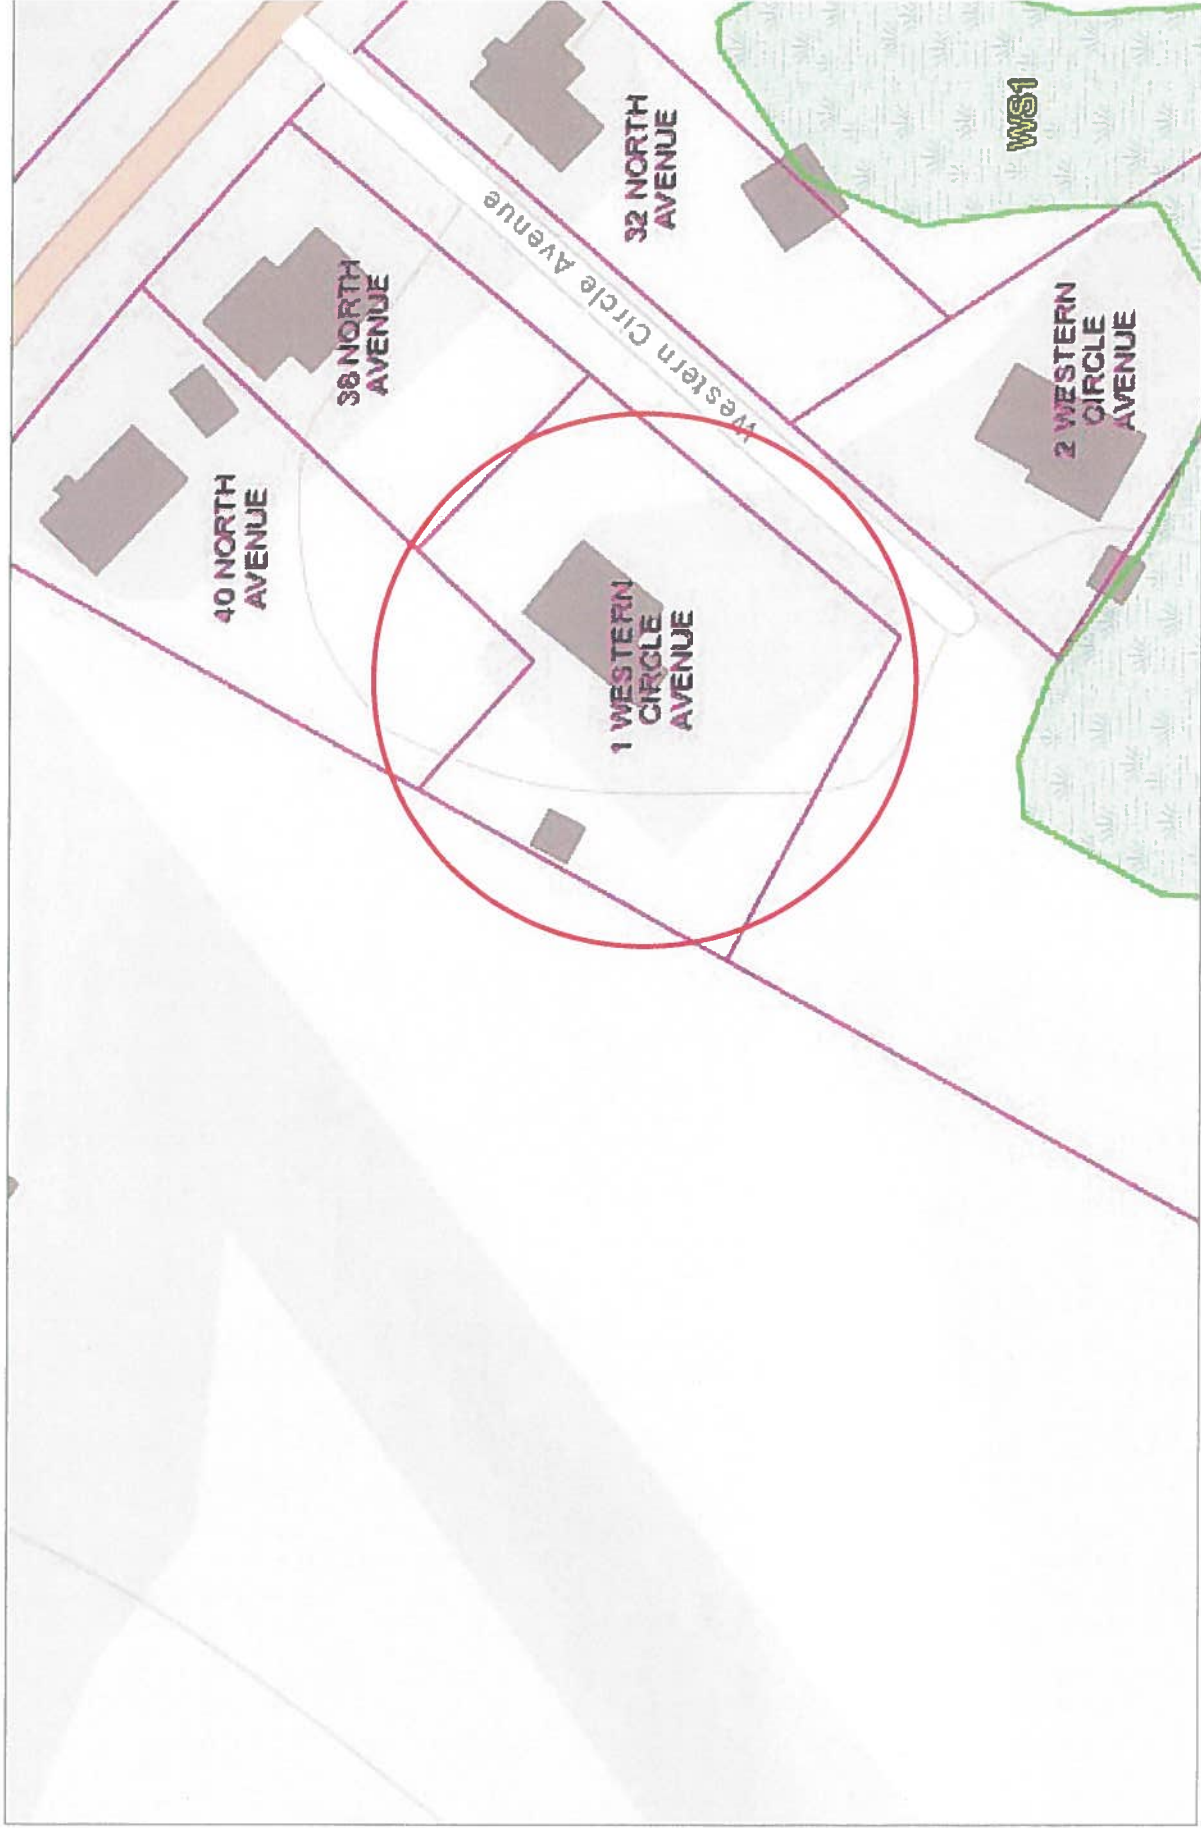 40 NORTH
AVENUE
38 NORTH
AVENUE
Western Circle Avenue
1 WESTERN
CIRCLE
AVENUE
32 NORTH
AVENUE
WS1
2 WESTERN
CIRCLE
AVENUE